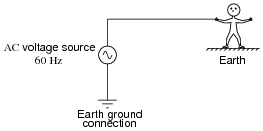 AC voltage source
60 Hz
Earth
Earth ground
connection